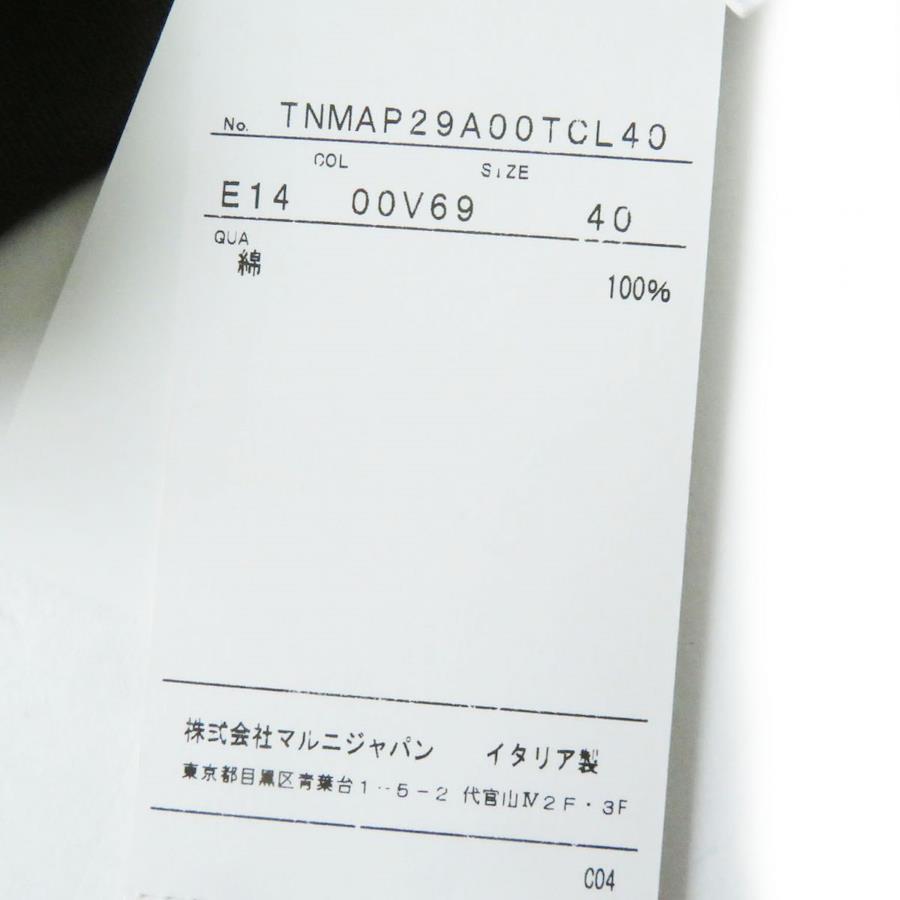 No. TNMAP29A00TCL40
COL SIZE
E14 00V69 40
QUA
綿 100%
株式会社マルニジャパン イタリア製
東京都目黒区青葉台1-5-2 代官山Ⅳ2F・3F
C04